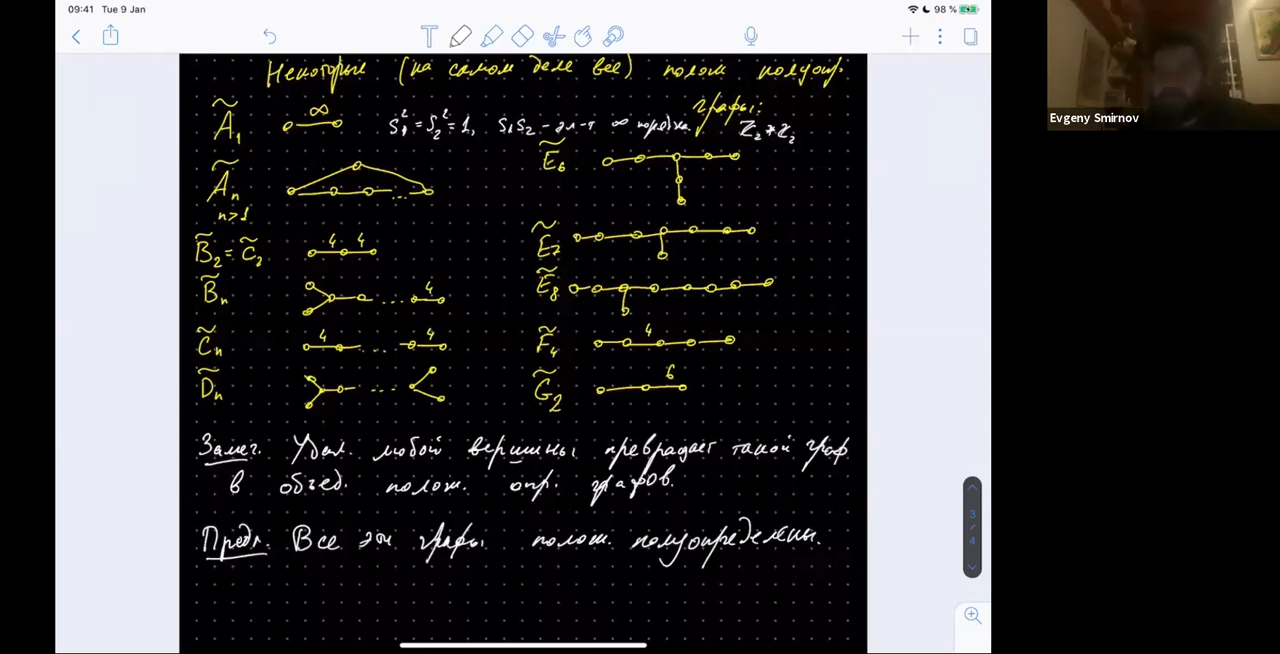 09:41 Tue 9 Jan
98 %
Некоторые (на самом деле все) полож полуопр.
графы:
Ã₁ ∞ S₁² = S₂² = 1, S₁S₂ – эл-т ∞ порядка ℤ₂ * ℤ₂
Ãₙ
n>1
B̃₂ = C̃₂ 4 4
B̃ₙ ... 4
C̃ₙ 4 ... 4
D̃ₙ ...
Ẽ₆
Ẽ₇
Ẽ₈
F̃₄ 4
G̃₂ 6
Замеч. Удал. любой вершины превращает такой граф
в объед. полож. опр. графов.
Предл. Все эти графы полож. полуопределены.
3
/
4
Evgeny Smirnov